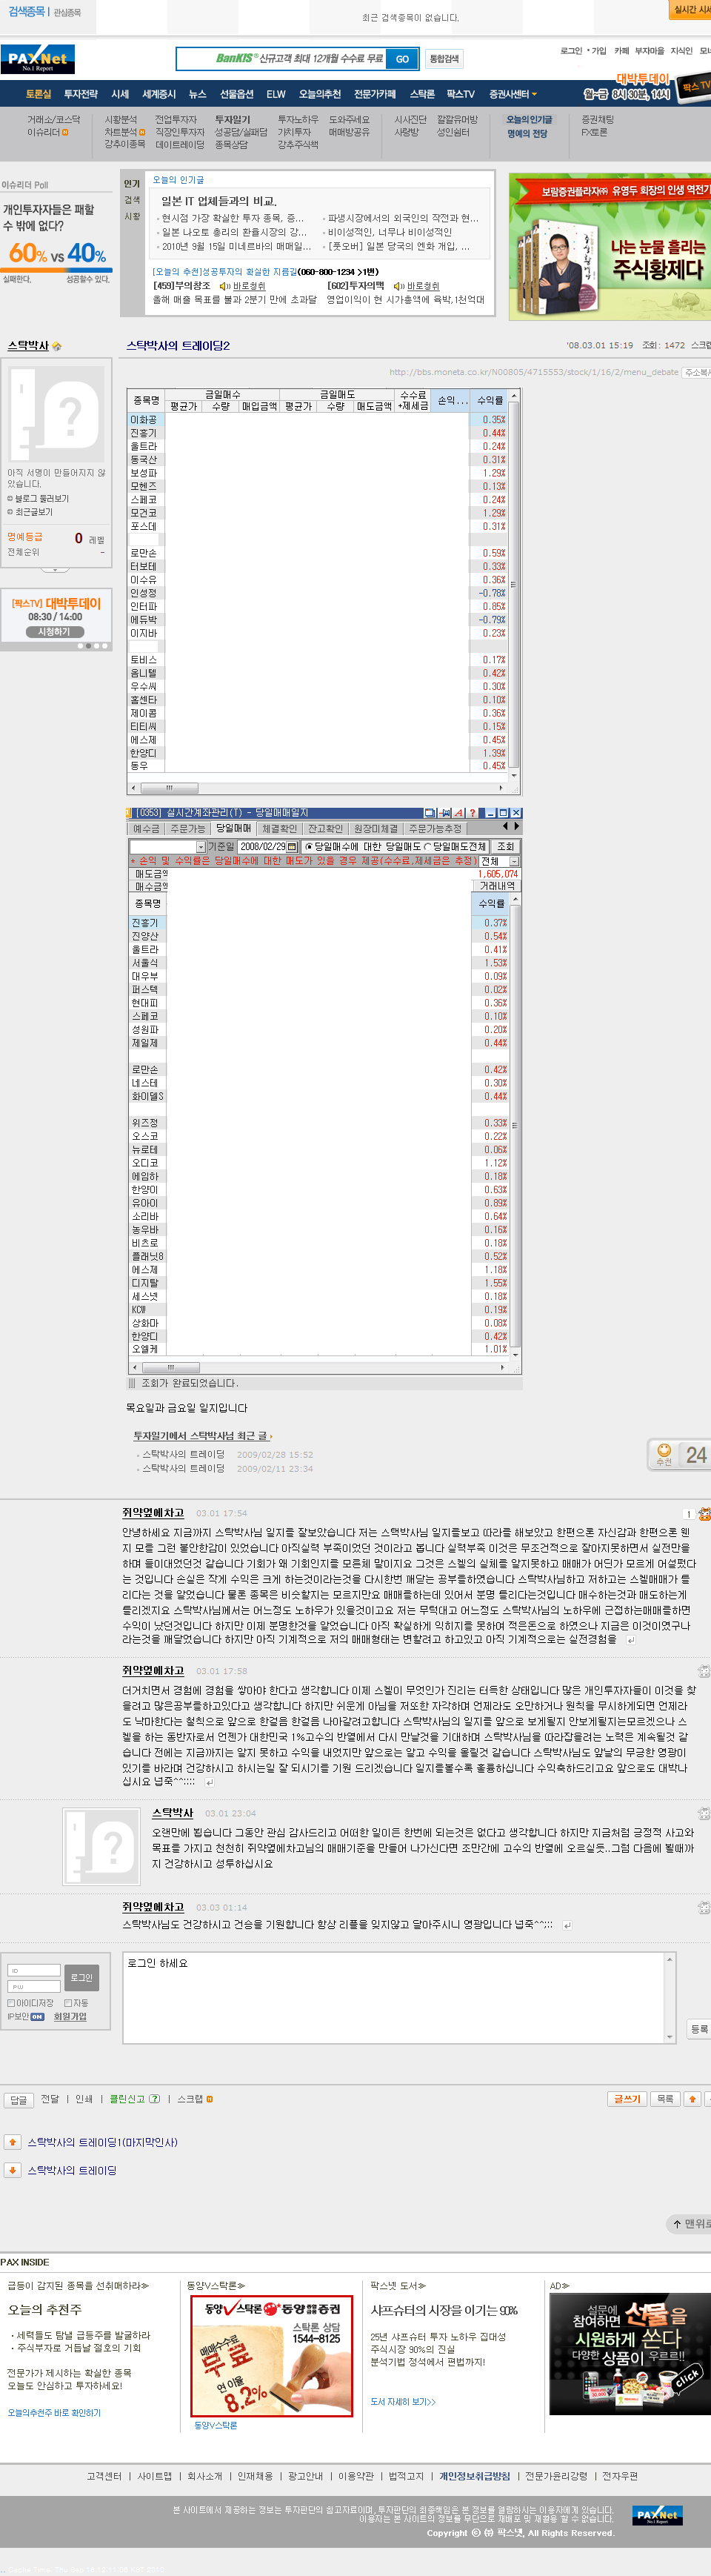 검색종목 | 관심종목
최근 검색종목이 없습니다.
PAXNet
No.1 Report
BanKIS 신규고객 최대 12개월 수수료 무료 GO 통합검색
로그인 • 가입 카페 부자마을 지식인
대박투데이
토론실 투자전략 시세 세계증시 뉴스 선물옵션 ELW 오늘의추천 전문가카페 스탁론 팍스TV 증권사센터
월~금 8시 30분, 14시
거래소/코스닥 시황분석 전업투자자 투자일기 투자노하우 도와주네요 시사진단 깔깔유머방 오늘의 인기글 증권채팅
이슈리더 차트분석 직장인투자자 성공담/실패담 가치투자 매매방공유 사랑방 성인쉼터 명예의 전당 FX토론
강추이종목 데이트레이딩 종목상담 강추주식책
이슈리더 Poll
개인투자자들은 패할
수 밖에 없다?
60% vs 40%
실패한다. 성공할수 있다.
인기
검색
시황
오늘의 인기글
일본 IT 업체들과의 비교.
현시점 가장 확실한 투자 종목, 증...
파생시장에서의 외국인의 작전과 현...
일본 나오토 총리의 환율시장의 강...
비이성적인, 너무나 비이성적인
2010년 9월 15일 미네르바의 매매일...
[풋오버] 일본 당국의 엔화 개입, ...
[오늘의 추천]성공투자의 확실한 지름길(060-800-1234 >1번)
[459]부의창조 바로청취 [602]투자의맥 바로청취
올해 매출 목표를 불과 2분기 만에 초과달 영업이익이 현 시가총액에 육박,1천억대
보람증권플라자㈜ 유영두 회장의 인생 역전기
나는 눈물 흘리는
주식황제다
스탁박사
스탁박사의 트레이딩2
'08.03.01 15:19 조회 : 1472
http://bbs.moneta.co.kr/N00805/4715553/stock/1/16/2/menu_debate
아직 서명이 만들어지지 않
았습니다.
블로그 둘러보기
최근글보기
명예등급 0 레벨
전체순위 -
[팍스TV] 대박투데이
08:30 / 14:00
시청하기
종목명 금일매수 금일매도 수수료+제세금 손익... 수익률
평균가 수량 매입금액 평균가 수량 매도금액
이화공 0.35%
진흥기 0.44%
울트라 0.24%
동국산 0.31%
보성파 1.29%
모헨즈 0.13%
스페코 0.24%
모건코 1.29%
포스데 0.31%
로만손 0.59%
터보테 0.33%
이수유 0.36%
인성정 -0.78%
인터파 0.85%
에듀박 -0.79%
이지바 0.23%
토비스 0.17%
옴니텔 0.42%
우수씨 0.30%
홈센타 0.10%
제이콤 0.36%
티티씨 0.15%
에스제 0.45%
한양디 1.39%
동우 0.45%
[0353] 실시간계좌관리(T) - 당일매매일지
예수금 주문가능 당일매매 체결확인 잔고확인 원장미체결 주문가능추정
기준일 2008/02/29 당일매수에 대한 당일매도 당일매도전체 조회
* 손익 및 수익률은 당일매수에 대한 매도가 있을 경우 제공(수수료,제세금은 추정) 전체
매도금액 1,605,074
매수금액 거래내역
종목명 수익률
진흥기 0.37%
진양산 0.54%
울트라 0.41%
서울식 1.53%
대우부 0.09%
퍼스텍 0.02%
현대피 0.36%
스페코 0.10%
성원파 0.20%
제일제 0.44%
로만손 0.42%
네스테 0.30%
화이델S 0.44%
위즈정 0.33%
오스코 0.22%
뉴로테 0.06%
오디코 1.12%
에임하 0.18%
한양이 0.63%
유아이 0.89%
소리바 0.64%
농우바 0.16%
비츠로 0.18%
플래닛8 0.52%
에스제 1.18%
디지탈 1.55%
세스넷 0.18%
KCW 0.19%
상화마 0.08%
한양디 0.42%
오엘케 1.01%
조회가 완료되었습니다.
목요일과 금요일 일지입니다
투자일기에서 스탁박사님 최근 글
스탁박사의 트레이딩 2009/02/28 15:52
스탁박사의 트레이딩 2009/02/11 23:34
추천 24
쥐약옆에차고 03.01 17:54
안녕하세요 지금까지 스탁박사님 일지를 잘보았습니다 저는 스택박사님 일지를보고 따라를 해보았고 한편으론 자신감과 한편으론 왠
지 모를 그런 불안한감이 있었습니다 아직실력 부족이었던 것이라고 봅니다 실력부족 이것은 무조건적으로 잘아지못하면서 실전만을
하며 들이대었던것 같습니다 기회가 왜 기회인지를 모른체 말이지요 그것은 스켈의 실체를 알지못하고 매매가 어딘가 모르게 어설펐다
는 것입니다 손실은 작게 수익은 크게 하는것이라는것을 다시한번 깨닫는 공부를하였습니다 스탁박사님하고 저하고는 스켈매매가 틀
리다는 것을 알았습니다 물론 종목은 비슷할지는 모르지만요 매매를하는데 있어서 분명 틀리다는것입니다 매수하는것과 매도하는게
틀리겠지요 스탁박사님께서는 어느정도 노하우가 있을것이고요 저는 무턱대고 어느정도 스탁박사님의 노하우에 근접하는매매를하면
수익이 났던것입니다 하지만 이제 분명한것을 알았습니다 아직 확실하게 익히지를 못하여 적은돈으로 하였으나 지금은 이것이였구나
라는것을 깨달았습니다 하지만 아직 기계적으로 저의 매매형태는 변할려고 하고있고 아직 기계적으로는 실전경험을
쥐약옆에차고 03.01 17:58
더거치면서 경험에 경험을 쌓아야 한다고 생각합니다 이제 스켈이 무엇인가 진리는 터득한 상태입니다 많은 개인투자자들이 이것을 찾
을려고 많은공부를하고있다고 생각합니다 하지만 쉬운게 아님을 저또한 자각하며 언제라도 오만하거나 원칙을 무시하게되면 언제라
도 낙마한다는 철칙으로 앞으로 한걸음 한걸음 나아갈려고합니다 스탁박사님의 일지를 앞으로 보게될지 안보게될지는모르겠으나 스
켈을 하는 동반자로서 언젠가 대한민국 1%고수의 반열에서 다시 만날것을 기대하며 스탁박사님을 따라잡을려는 노력은 계속될것 같
습니다 전에는 지금까지는 알지 못하고 수익을 내었지만 앞으로는 알고 수익을 올릴것 같습니다 스탁박사님도 앞날의 무긍한 영광이
있기를 바라며 건강하시고 하시는일 잘 되시기를 기원 드리겠습니다 일지를볼수록 훌륭하십니다 수익축하드리고요 앞으로도 대박나
십시요 넙죽^^;;;;
스탁박사 03.01 23:04
오랜만에 뵙습니다 그동안 관심 감사드리고 어떠한 일이든 한번에 되는것은 없다고 생각합니다 하지만 지금처럼 긍정적 사고와
목표를 가지고 천천히 쥐약옆에차고님의 매매기준을 만들어 나가신다면 조만간에 고수의 반열에 오르실듯..그럼 다음에 뵐때까
지 건강하시고 성투하십시요
쥐약옆에차고 03.03 01:14
스탁박사님도 건강하시고 건승을 기원합니다 항상 리플을 잊지않고 달아주시니 영광입니다 넙죽^^;;;
ID
PW
로그인
아이디저장 자동
IP보안 ON 회원가입
로그인 하세요
등록
답글 전달 | 인쇄 | 클린신고 | 스크랩
글쓰기 목록
스탁박사의 트레이딩1(마지막인사)
스탁박사의 트레이딩
PAX INSIDE
급등이 감지된 종목을 선취매하라≫
오늘의 추천주
· 세력들도 탐낼 급등주를 발굴하라
· 주식부자로 거듭날 절호의 기회
전문가가 제시하는 확실한 종목
오늘도 안심하고 투자하세요!
오늘의추천주 바로 확인하기
동양V스탁론≫
동양V스탁론 동양종합금융증권
스탁론 상담
1544-8125
매매수수료
무료
연 이율
8.2%
동양V스탁론
팍스넷 도서≫
샤프슈터의 시장을 이기는 90%
25년 샤프슈터 투자 노하우 집대성
주식시장 90%의 진실
분석기법 정석에서 편법까지!
도서 자세히 보기>>
AD≫
설문에
참여하면 선물을
시원하게 쏜다
다양한 상품이 우르르!!
click
고객센터 | 사이트맵 | 회사소개 | 인재채용 | 광고안내 | 이용약관 | 법적고지 | 개인정보취급방침 | 전문가윤리강령 | 전자우편
본 사이트에서 제공하는 정보는 투자판단의 참고자료이며, 투자판단의 최종책임은 본 정보를 열람하시는 이용자에게 있습니다.
이용자는 본 사이트의 정보를 무단으로 재배포 및 재활용 할 수 없습니다.
Copyright ⓒ ㈜ 팍스넷, All Rights Reserved.
PAXNet
No.1 Report